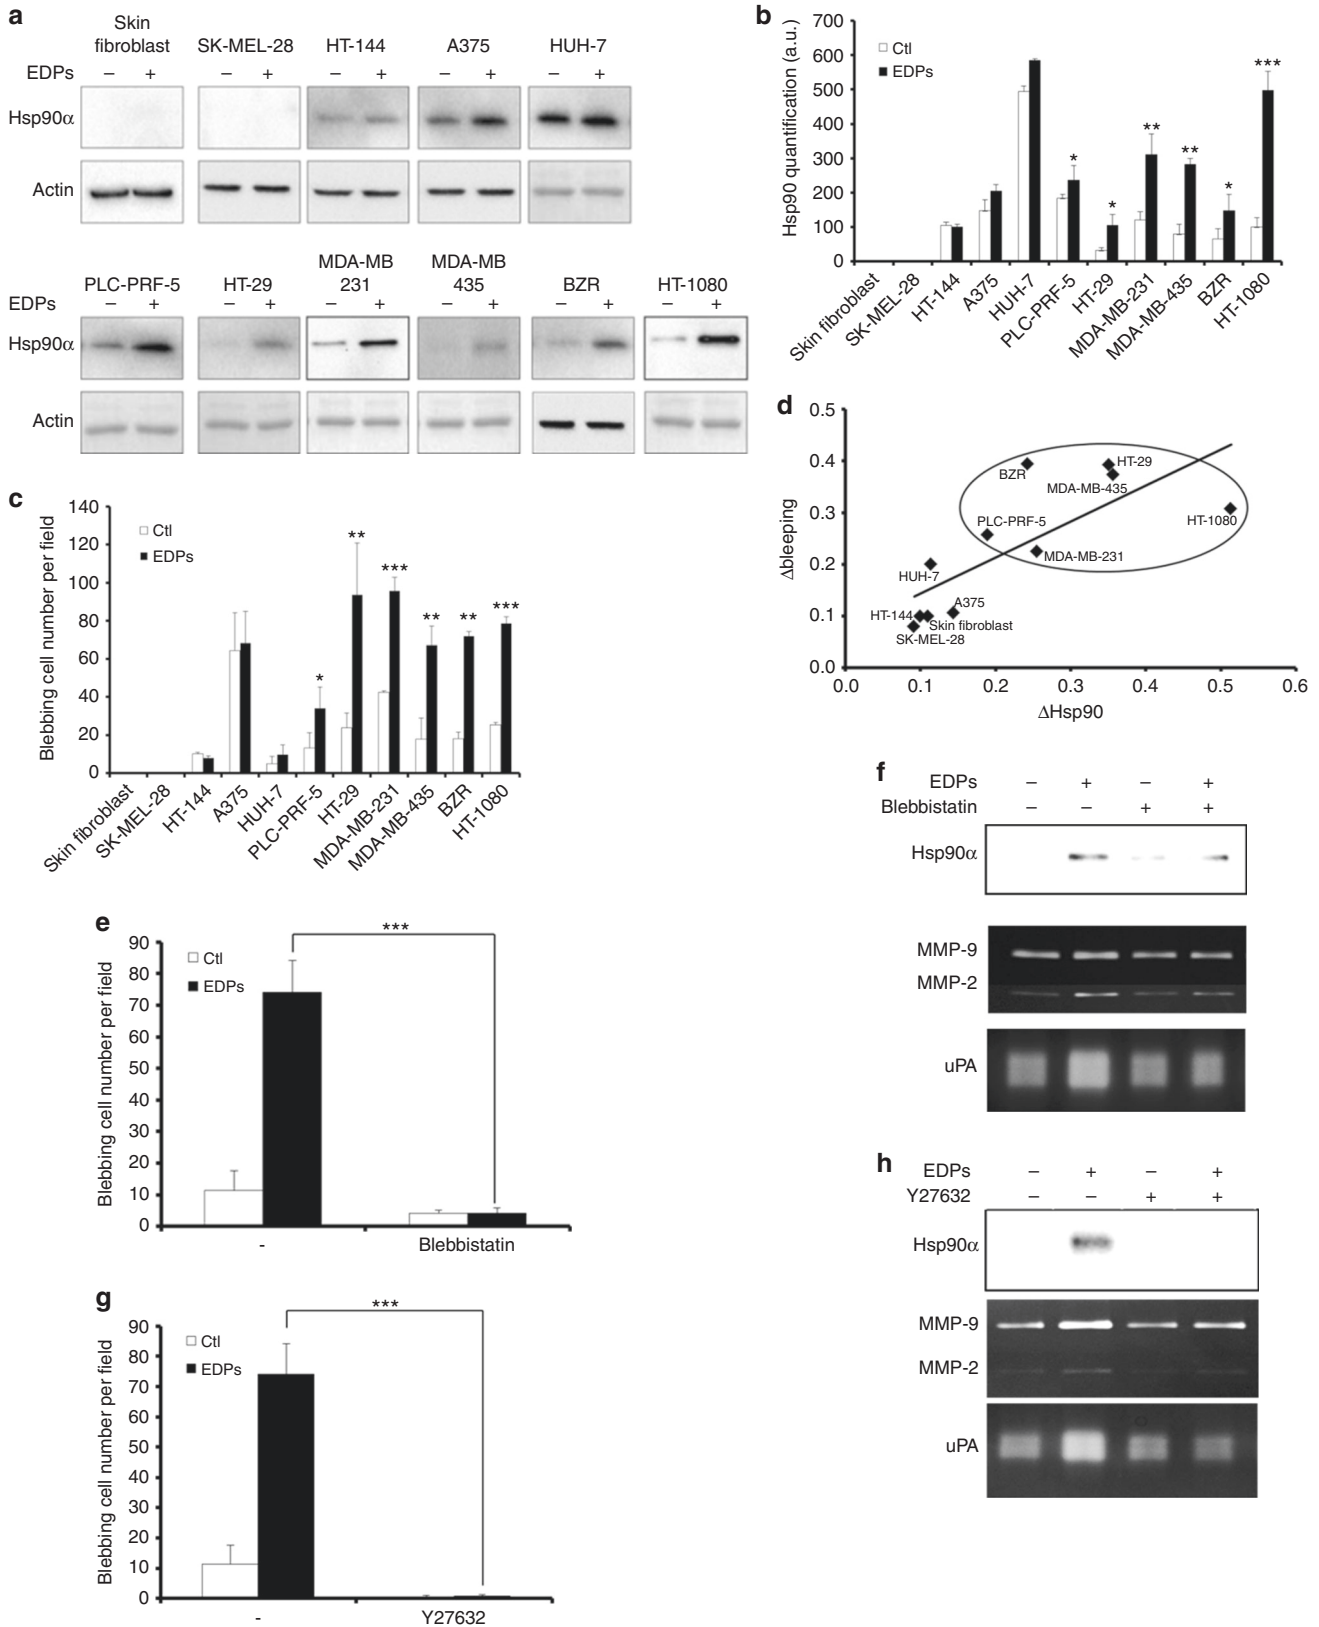 a
Skin fibroblast
SK-MEL-28
HT-144
A375
HUH-7
EDPs − + − + − + − + − +
Hsp90α
Actin
PLC-PRF-5
HT-29
MDA-MB 231
MDA-MB 435
BZR
HT-1080
EDPs − + − + − + − + − + − +
Hsp90α
Actin
b
Hsp90 quantification (a.u.)
700
600
500
400
300
200
100
0
Ctl
EDPs
*
*
**
**
*
***
Skin fibroblast
SK-MEL-28
HT-144
A375
HUH-7
PLC-PRF-5
HT-29
MDA-MB-231
MDA-MB-435
BZR
HT-1080
c
Blebbing cell number per field
140
120
100
80
60
40
20
0
Ctl
EDPs
*
**
***
**
**
***
Skin fibroblast
SK-MEL-28
HT-144
A375
HUH-7
PLC-PRF-5
HT-29
MDA-MB-231
MDA-MB-435
BZR
HT-1080
d
Δbleeping
0.5
0.4
0.3
0.2
0.1
0.0
BZR
HT-29
MDA-MB-435
PLC-PRF-5
HT-1080
MDA-MB-231
HUH-7
A375
HT-144
Skin fibroblast
SK-MEL-28
0.0 0.1 0.2 0.3 0.4 0.5 0.6
ΔHsp90
e
Blebbing cell number per field
90
80
70
60
50
40
30
20
10
0
Ctl
EDPs
***
-
Blebbistatin
f
EDPs − + − +
Blebbistatin − − + +
Hsp90α
MMP-9
MMP-2
uPA
g
Blebbing cell number per field
90
80
70
60
50
40
30
20
10
0
Ctl
EDPs
***
-
Y27632
h
EDPs − + − +
Y27632 − − + +
Hsp90α
MMP-9
MMP-2
uPA